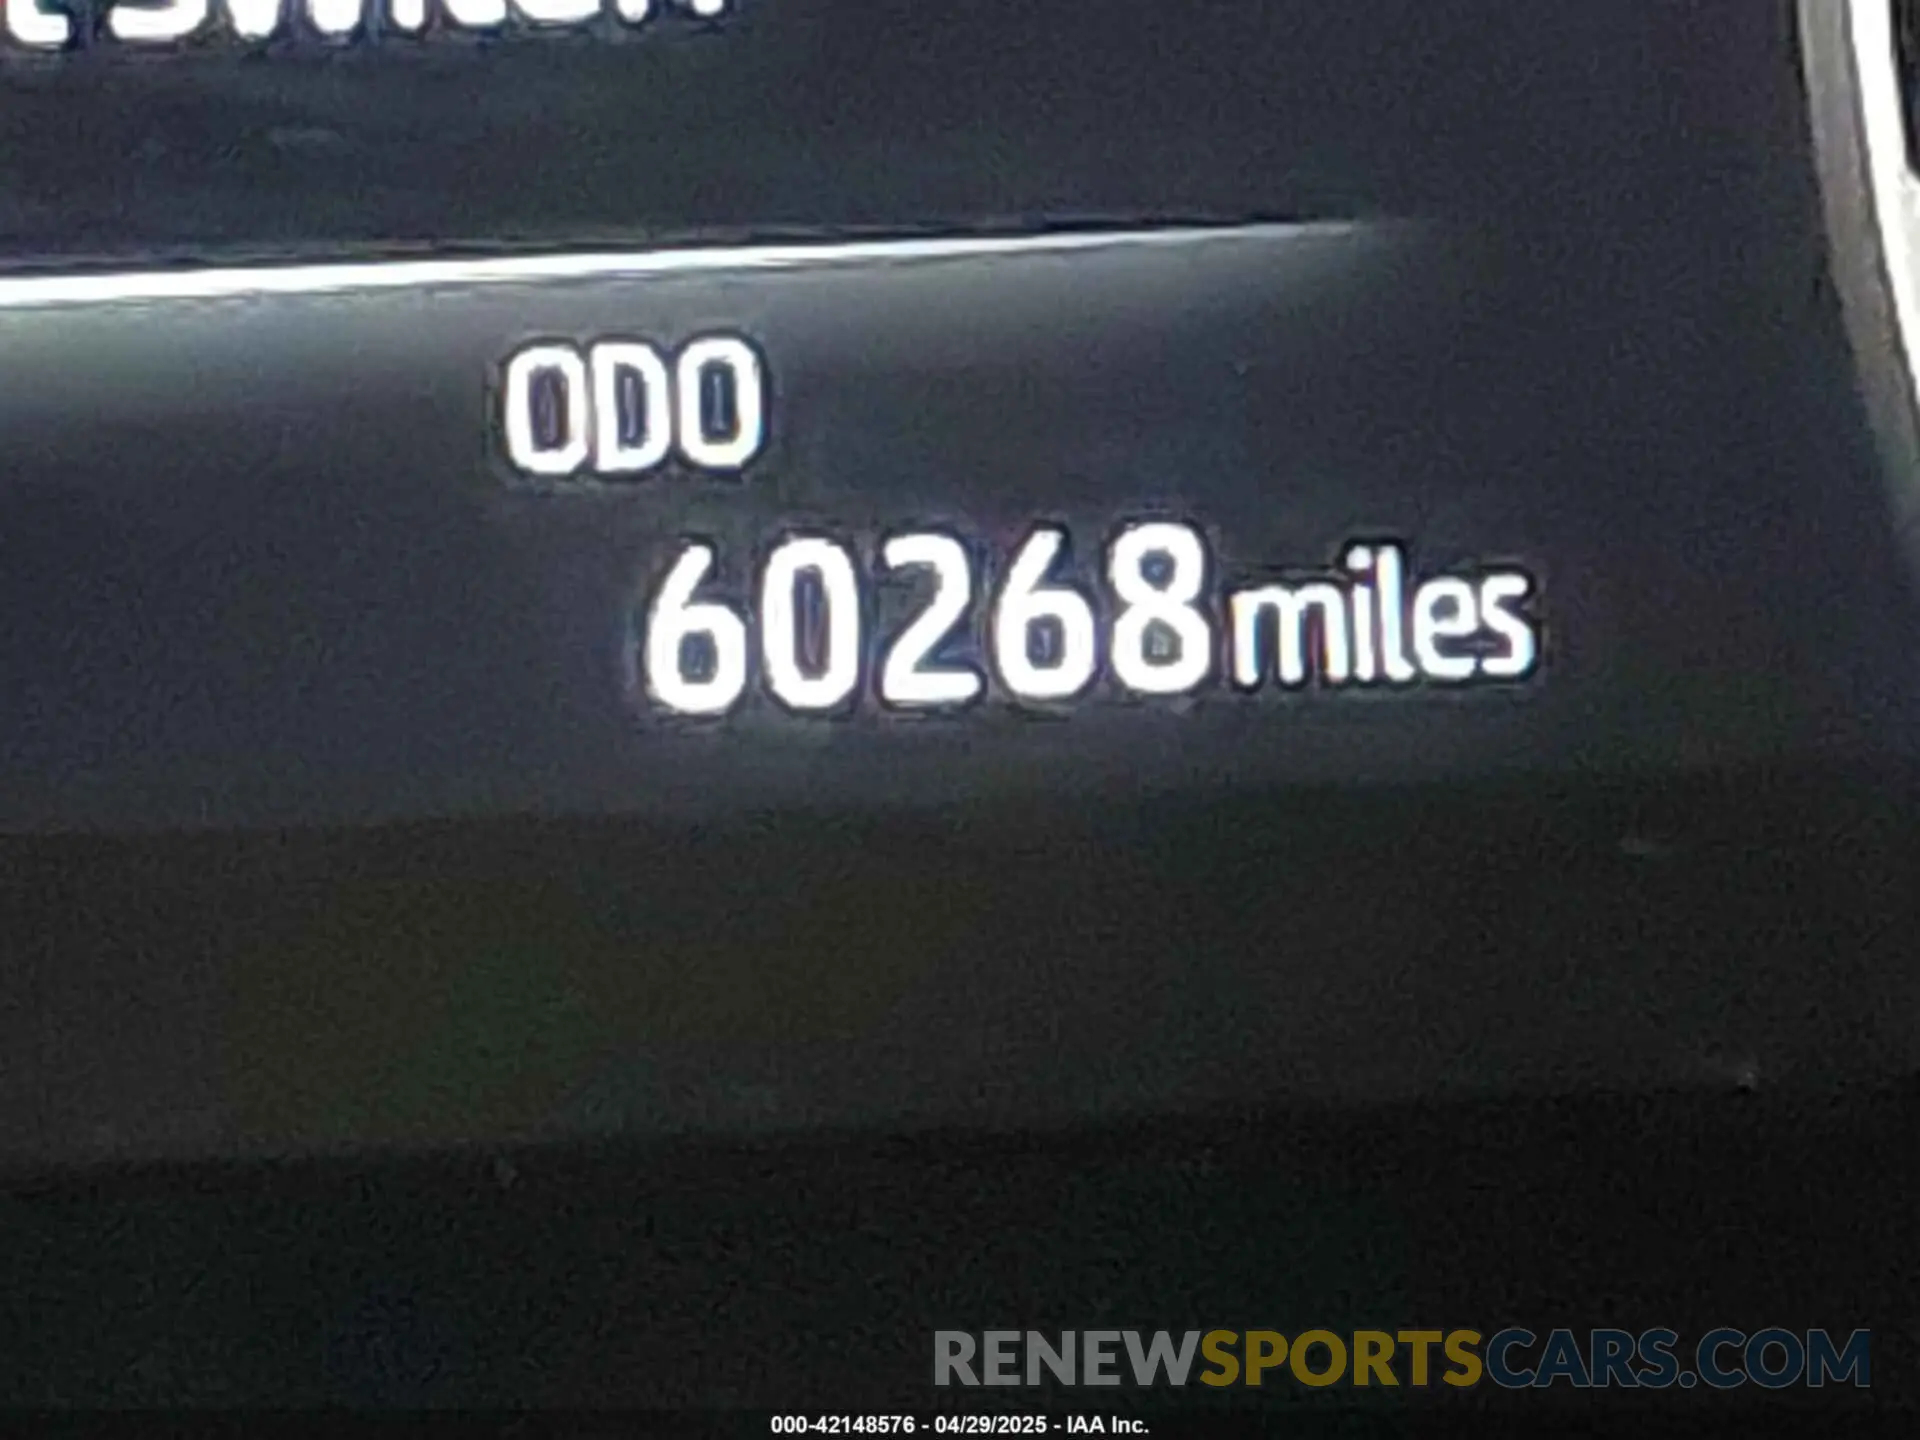 ODO
60268 miles
RENEWSPORTSCARS.COM
000-42148576 - 04/29/2025 - IAA Inc.